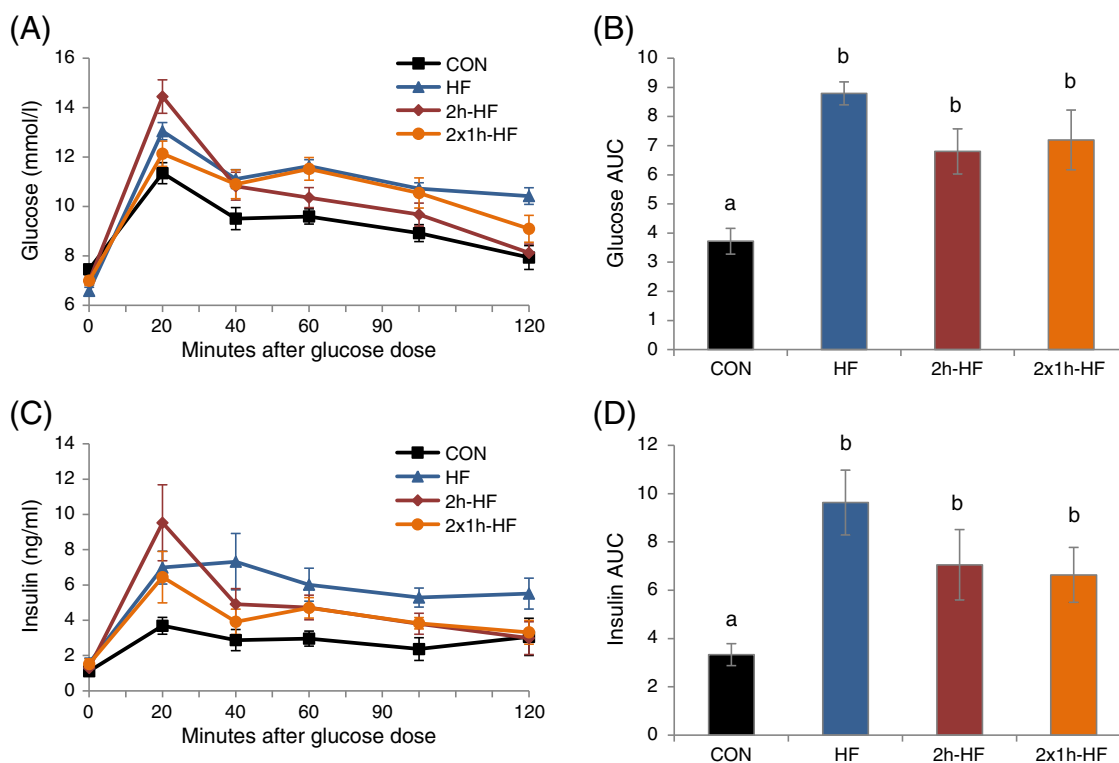 (A)
Glucose (mmol/l)
16
14
12
10
8
6
0 20 40 60 90 120
Minutes after glucose dose
CON
HF
2h-HF
2x1h-HF
(B)
Glucose AUC
10
9
8
7
6
5
4
3
2
1
0
a
b
b
b
CON HF 2h-HF 2x1h-HF
(C)
Insulin (ng/ml)
14
12
10
8
6
4
2
0
0 20 40 60 90 120
Minutes after glucose dose
CON
HF
2h-HF
2x1h-HF
(D)
Insulin AUC
12
10
8
6
4
2
0
a
b
b
b
CON HF 2h-HF 2x1h-HF